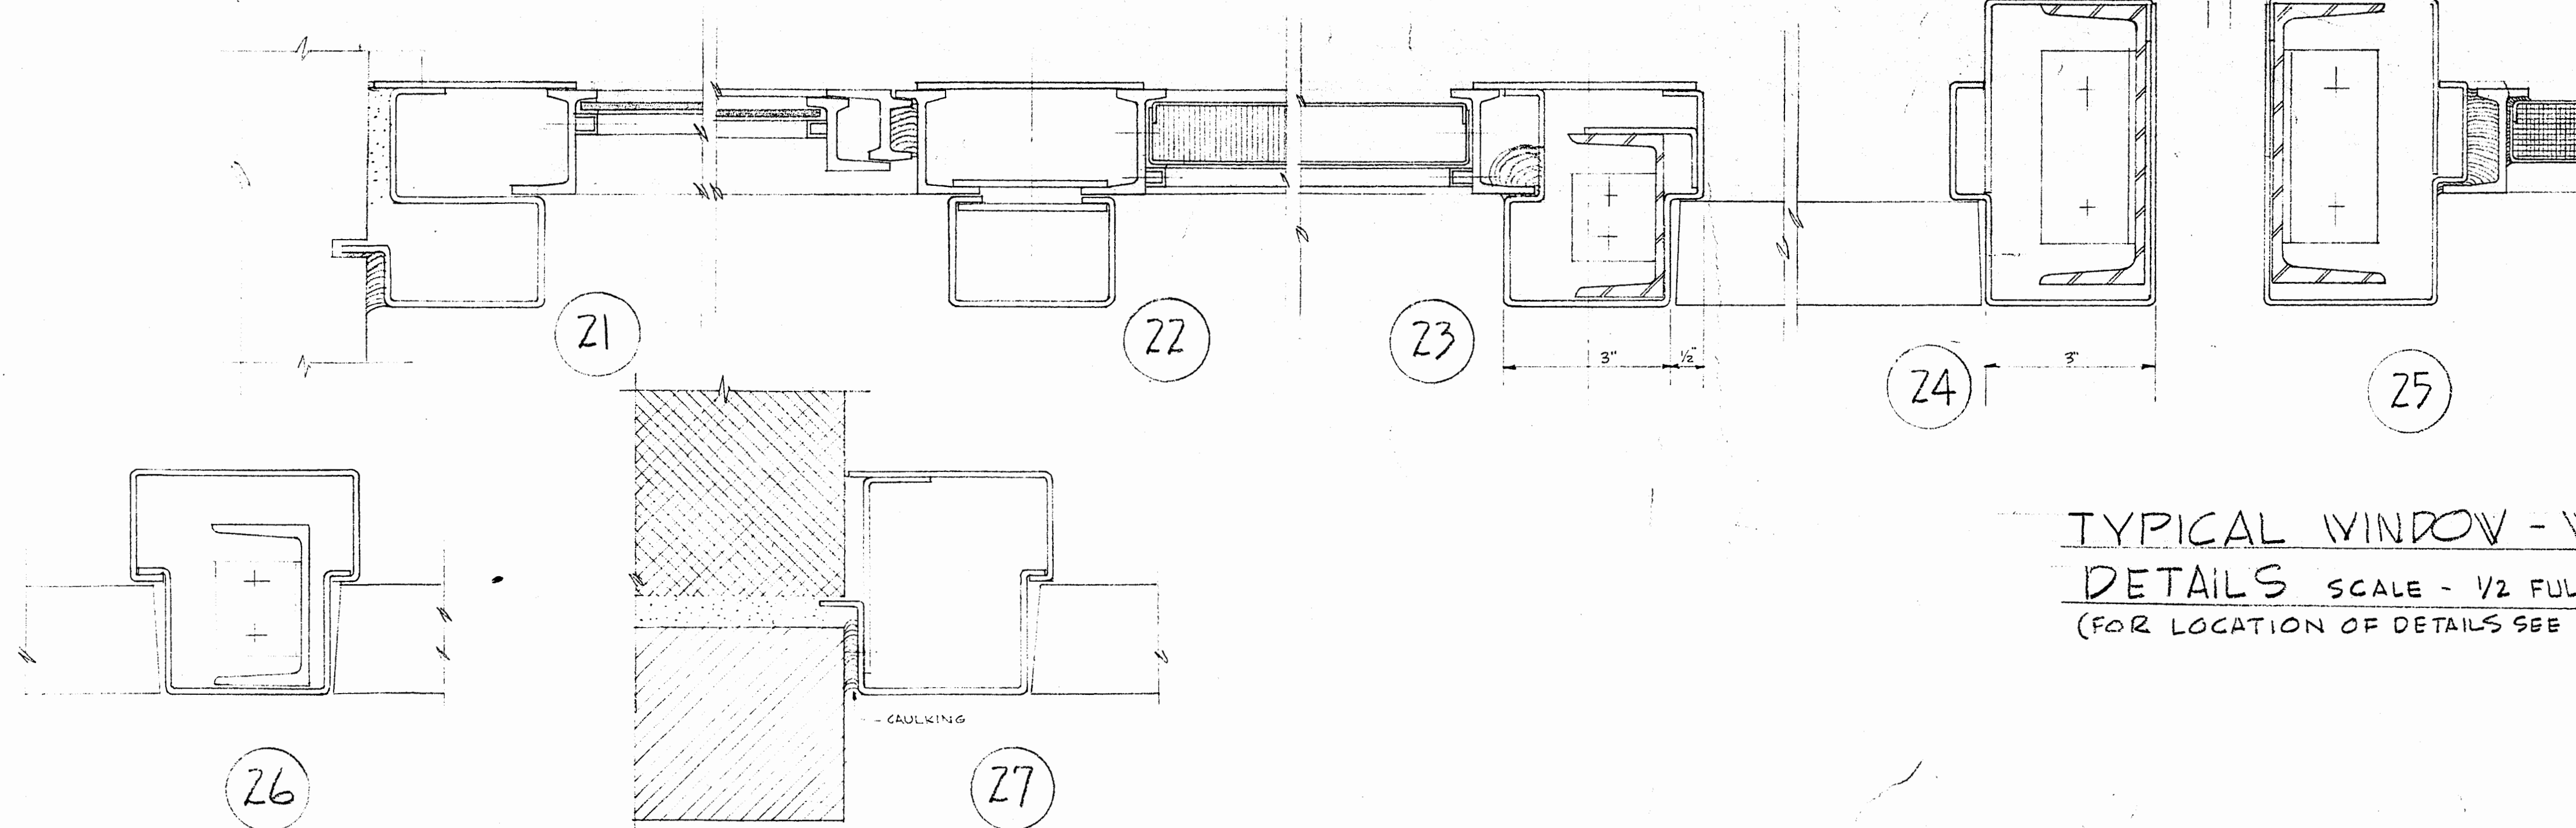 21
22
23
3"
1/2"
24
3"
25
CAULKING
26
27
TYPICAL WINDOW -
DETAILS SCALE - 1/2
(FOR LOCATION OF DETAILS SEE